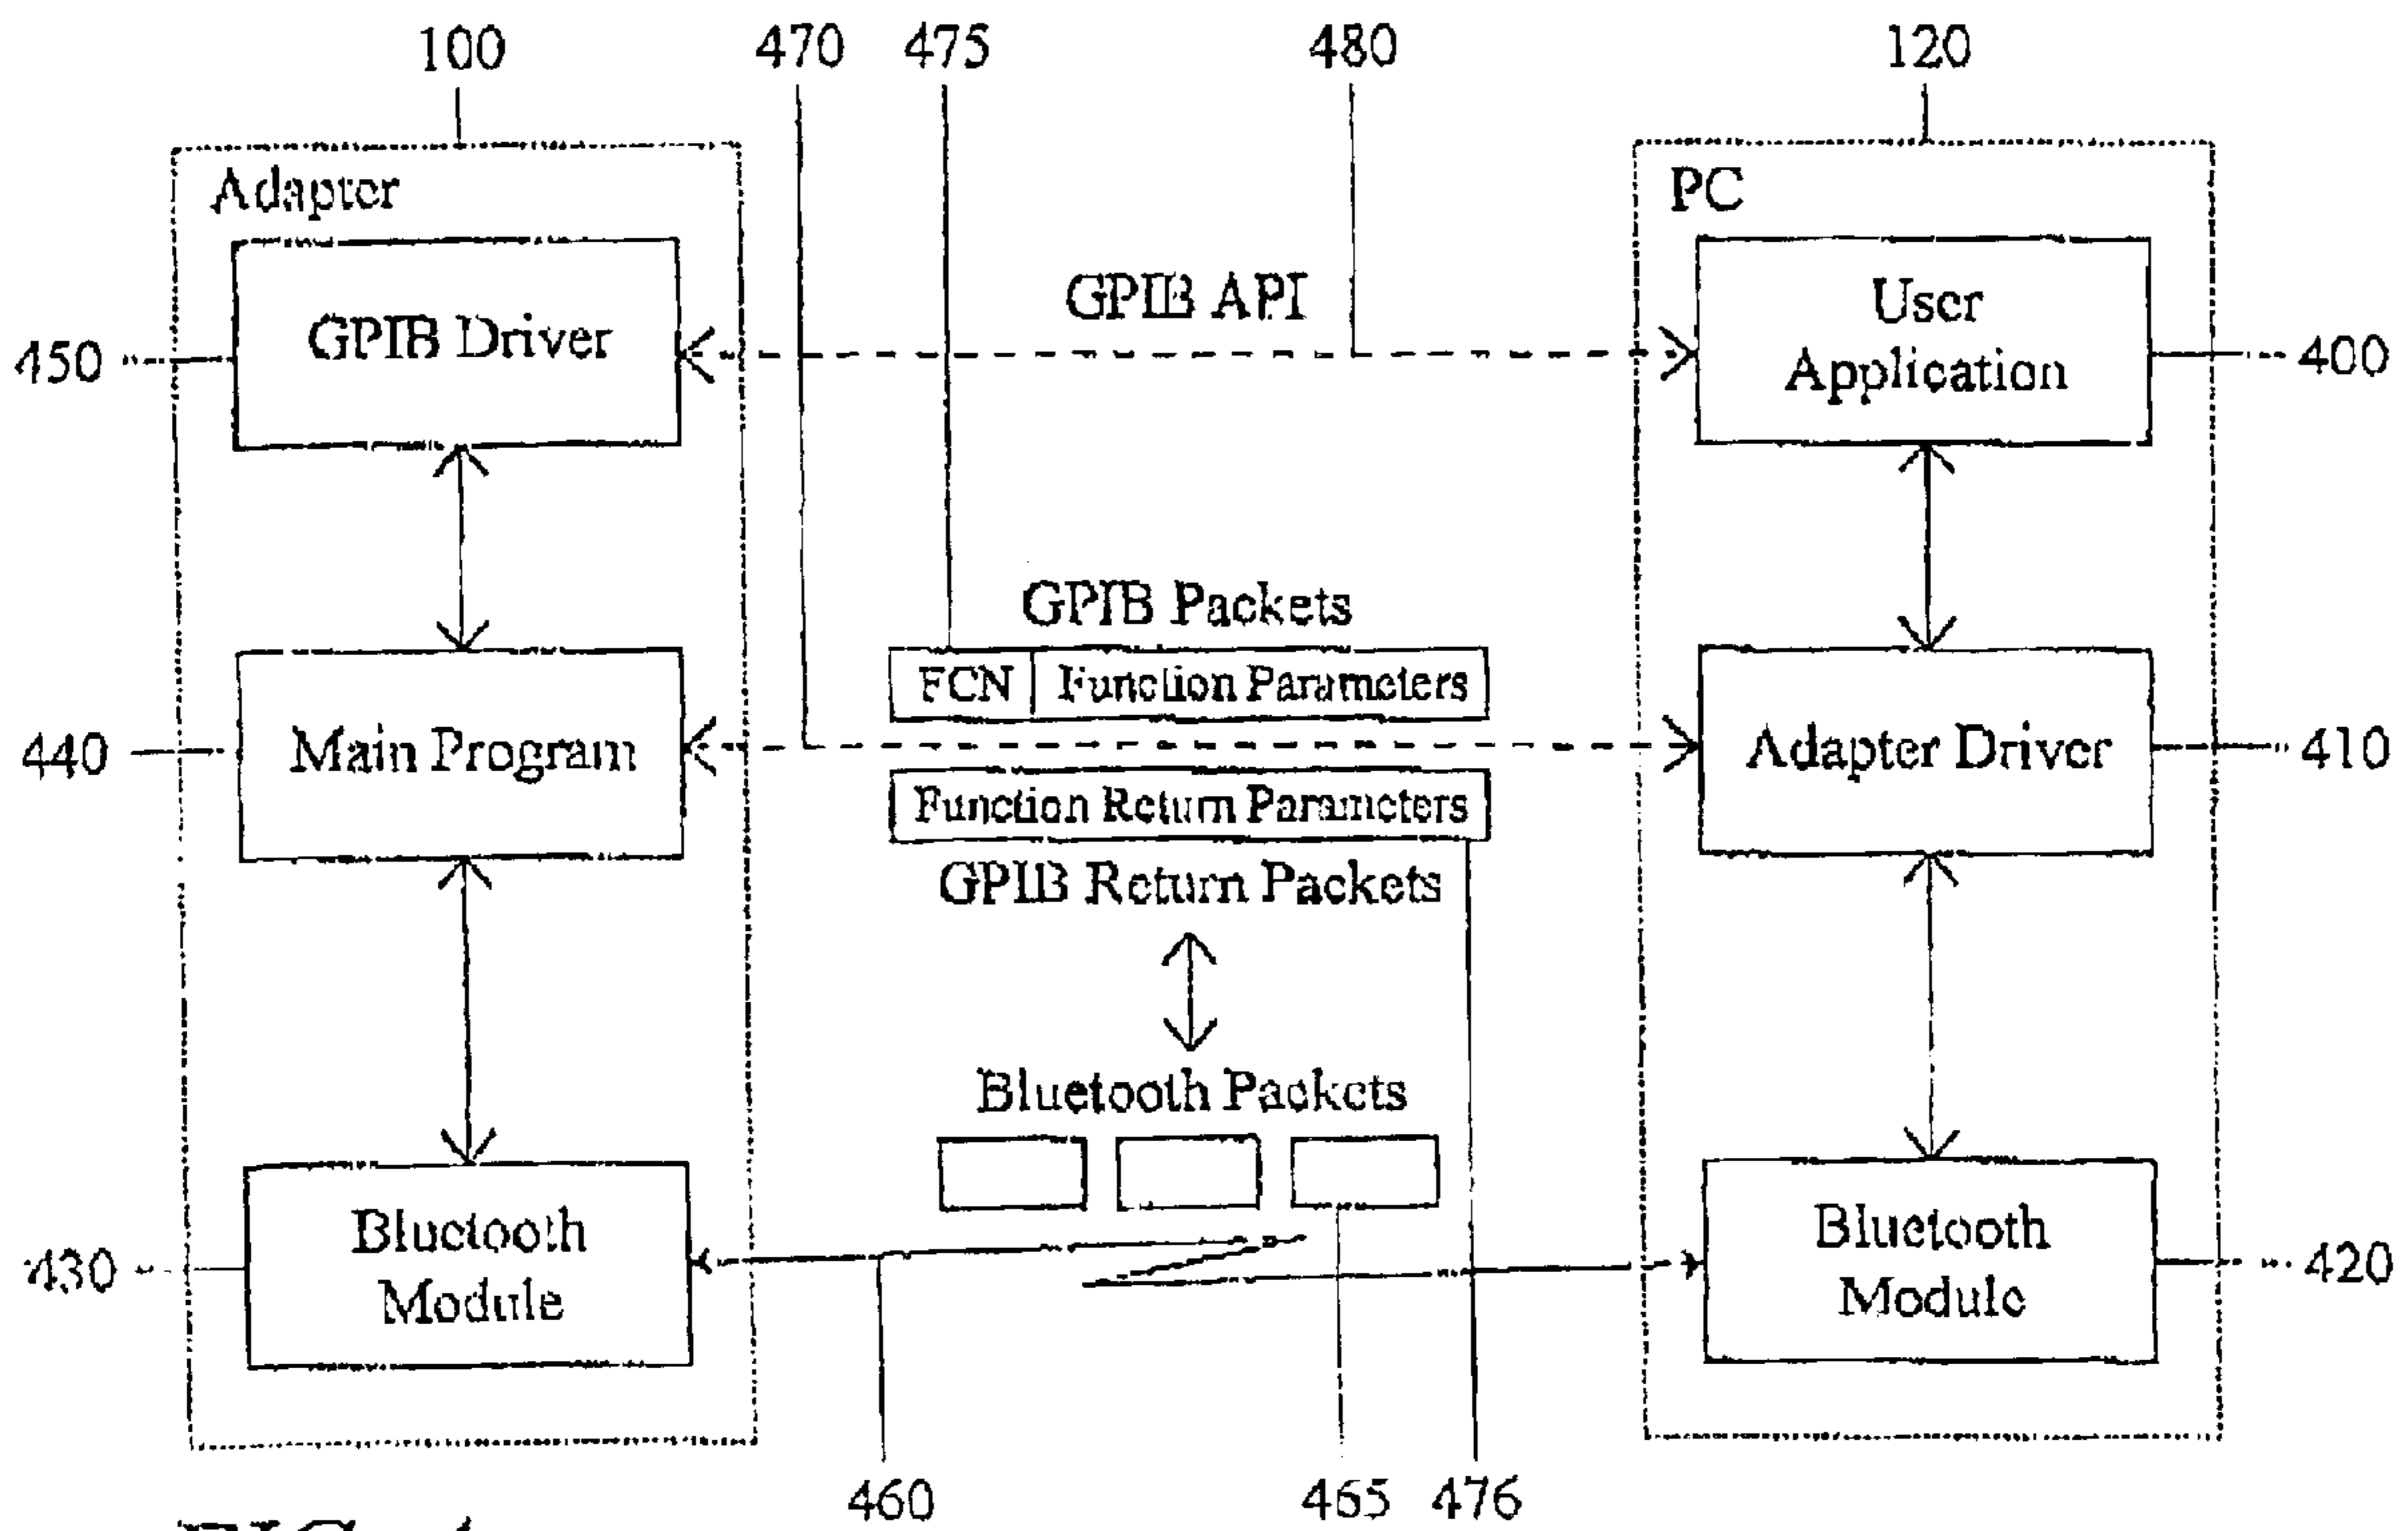 100
470
475
480
120
Adapter
PC
GPIB Driver
GPIB API
User
Application
450
400
GPIB Packets
FCN
Function Parameters
Main Program
Adapter Driver
440
410
Function Return Parameters
GPIB Return Packets
Bluetooth Packets
Bluetooth
Module
Bluetooth
Module
430
420
460
465
476